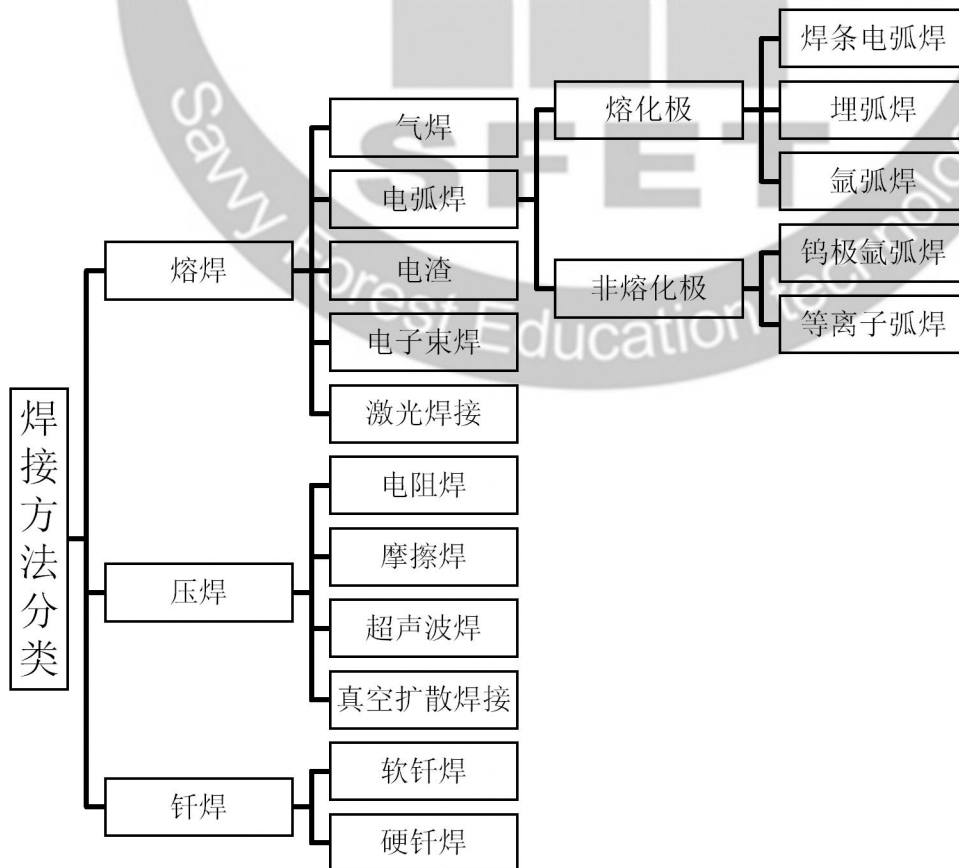 焊接方法分类
熔焊
气焊
电弧焊
熔化极
焊条电弧焊
埋弧焊
氩弧焊
非熔化极
钨极氩弧焊
等离子弧焊
电渣
电子束焊
激光焊接
压焊
电阻焊
摩擦焊
超声波焊
真空扩散焊接
钎焊
软钎焊
硬钎焊
SFET
Savvy Forest Education technolo